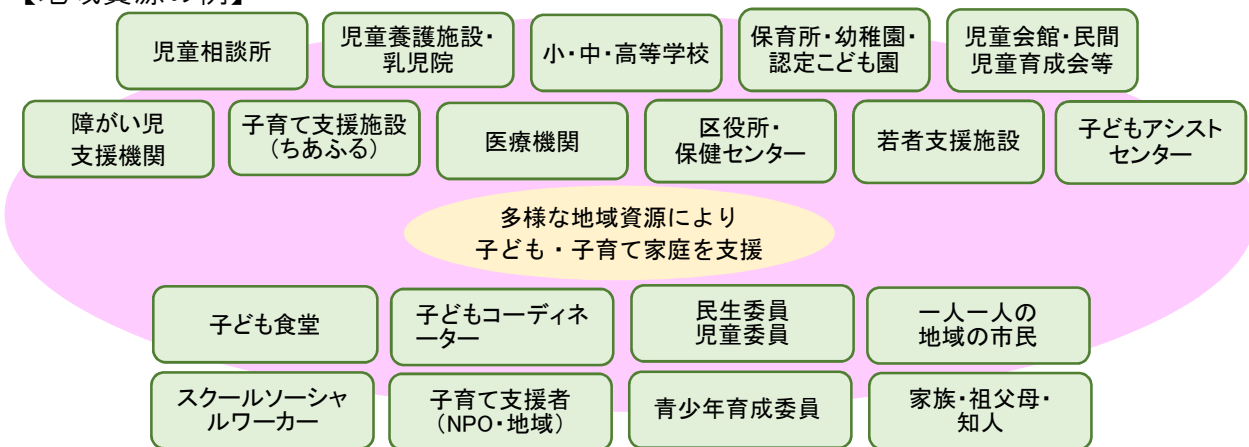 【地域資源の例】
児童相談所
児童養護施設・
乳児院
小・中・高等学校
保育所・幼稚園・
認定こども園
児童会館・民間
児童育成会等
障がい児
支援機関
子育て支援施設
（ちあふる）
医療機関
区役所・
保健センター
若者支援施設
子どもアシスト
センター
多様な地域資源により
子ども・子育て家庭を支援
子ども食堂
子どもコーディネ
ーター
民生委員
児童委員
一人一人の
地域の市民
スクールソーシャ
ルワーカー
子育て支援者
（NPO・地域）
青少年育成委員
家族・祖父母・
知人